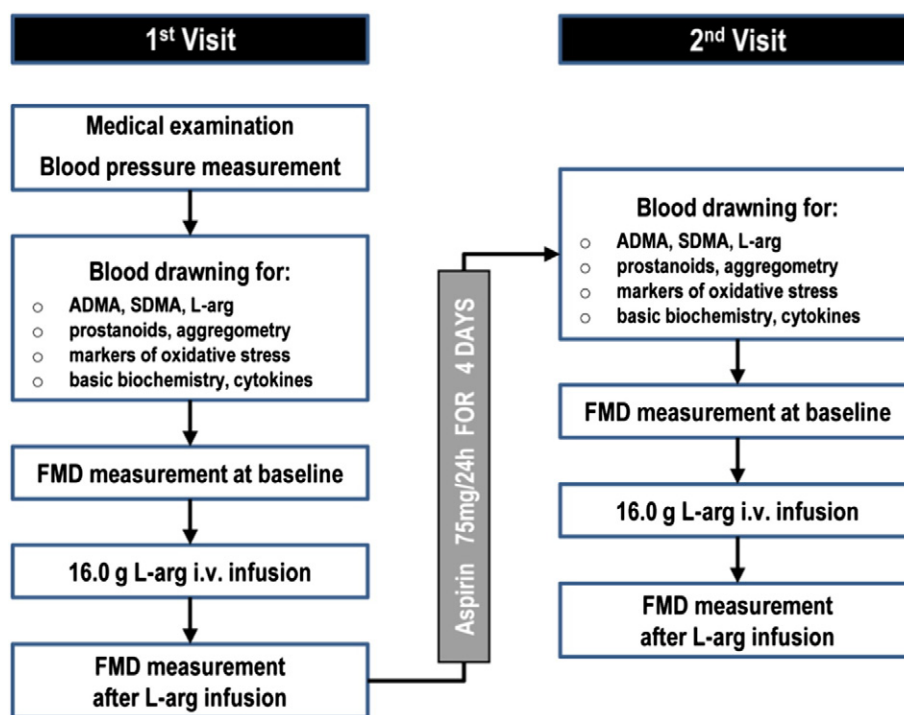 1st Visit
Medical examination
Blood pressure measurement
Blood drawning for:
○ ADMA, SDMA, L-arg
○ prostanoids, aggregometry
○ markers of oxidative stress
○ basic biochemistry, cytokines
FMD measurement at baseline
16.0 g L-arg i.v. infusion
FMD measurement
after L-arg infusion
Aspirin 75mg/24h FOR 4 DAYS
2nd Visit
Blood drawning for:
○ ADMA, SDMA, L-arg
○ prostanoids, aggregometry
○ markers of oxidative stress
○ basic biochemistry, cytokines
FMD measurement at baseline
16.0 g L-arg i.v. infusion
FMD measurement
after L-arg infusion